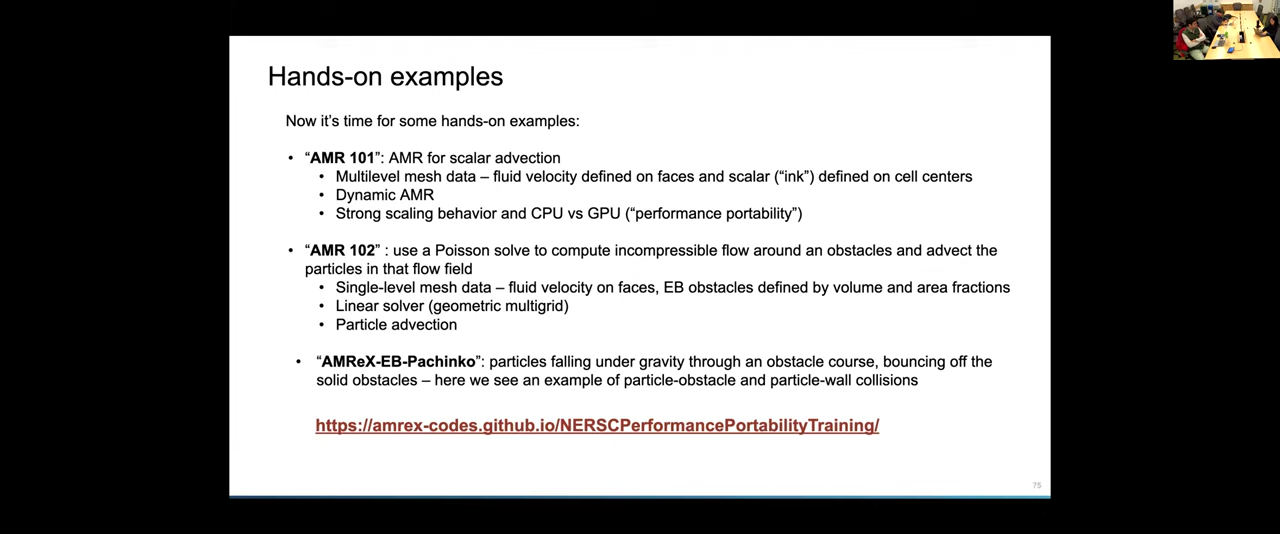 Hands-on examples
Now it's time for some hands-on examples:
• “AMR 101”: AMR for scalar advection
• Multilevel mesh data – fluid velocity defined on faces and scalar (“ink”) defined on cell centers
• Dynamic AMR
• Strong scaling behavior and CPU vs GPU (“performance portability”)
• “AMR 102” : use a Poisson solve to compute incompressible flow around an obstacles and advect the
particles in that flow field
• Single-level mesh data – fluid velocity on faces, EB obstacles defined by volume and area fractions
• Linear solver (geometric multigrid)
• Particle advection
• “AMReX-EB-Pachinko”: particles falling under gravity through an obstacle course, bouncing off the
solid obstacles – here we see an example of particle-obstacle and particle-wall collisions
https://amrex-codes.github.io/NERSCPerformancePortabilityTraining/
75